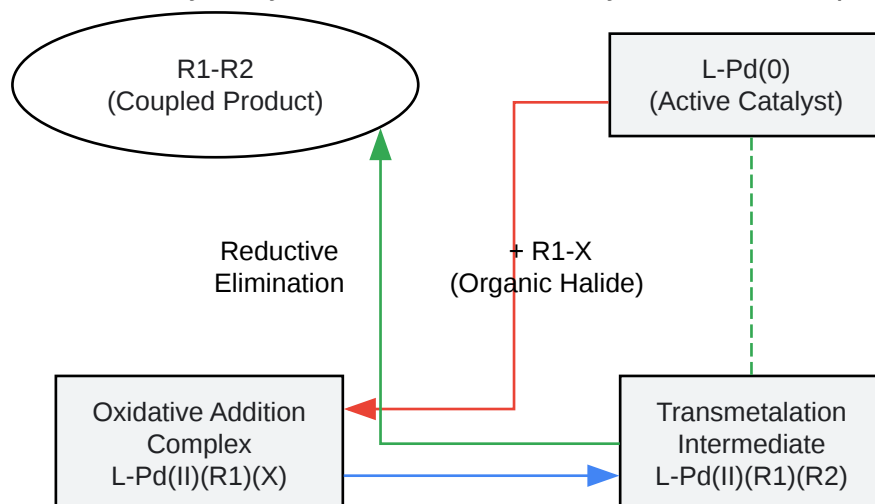 R1-R2
(Coupled Product)
L-Pd(0)
(Active Catalyst)
Reductive
Elimination
+ R1-X
(Organic Halide)
Oxidative Addition
Complex
L-Pd(II)(R1)(X)
Transmetalation
Intermediate
L-Pd(II)(R1)(R2)